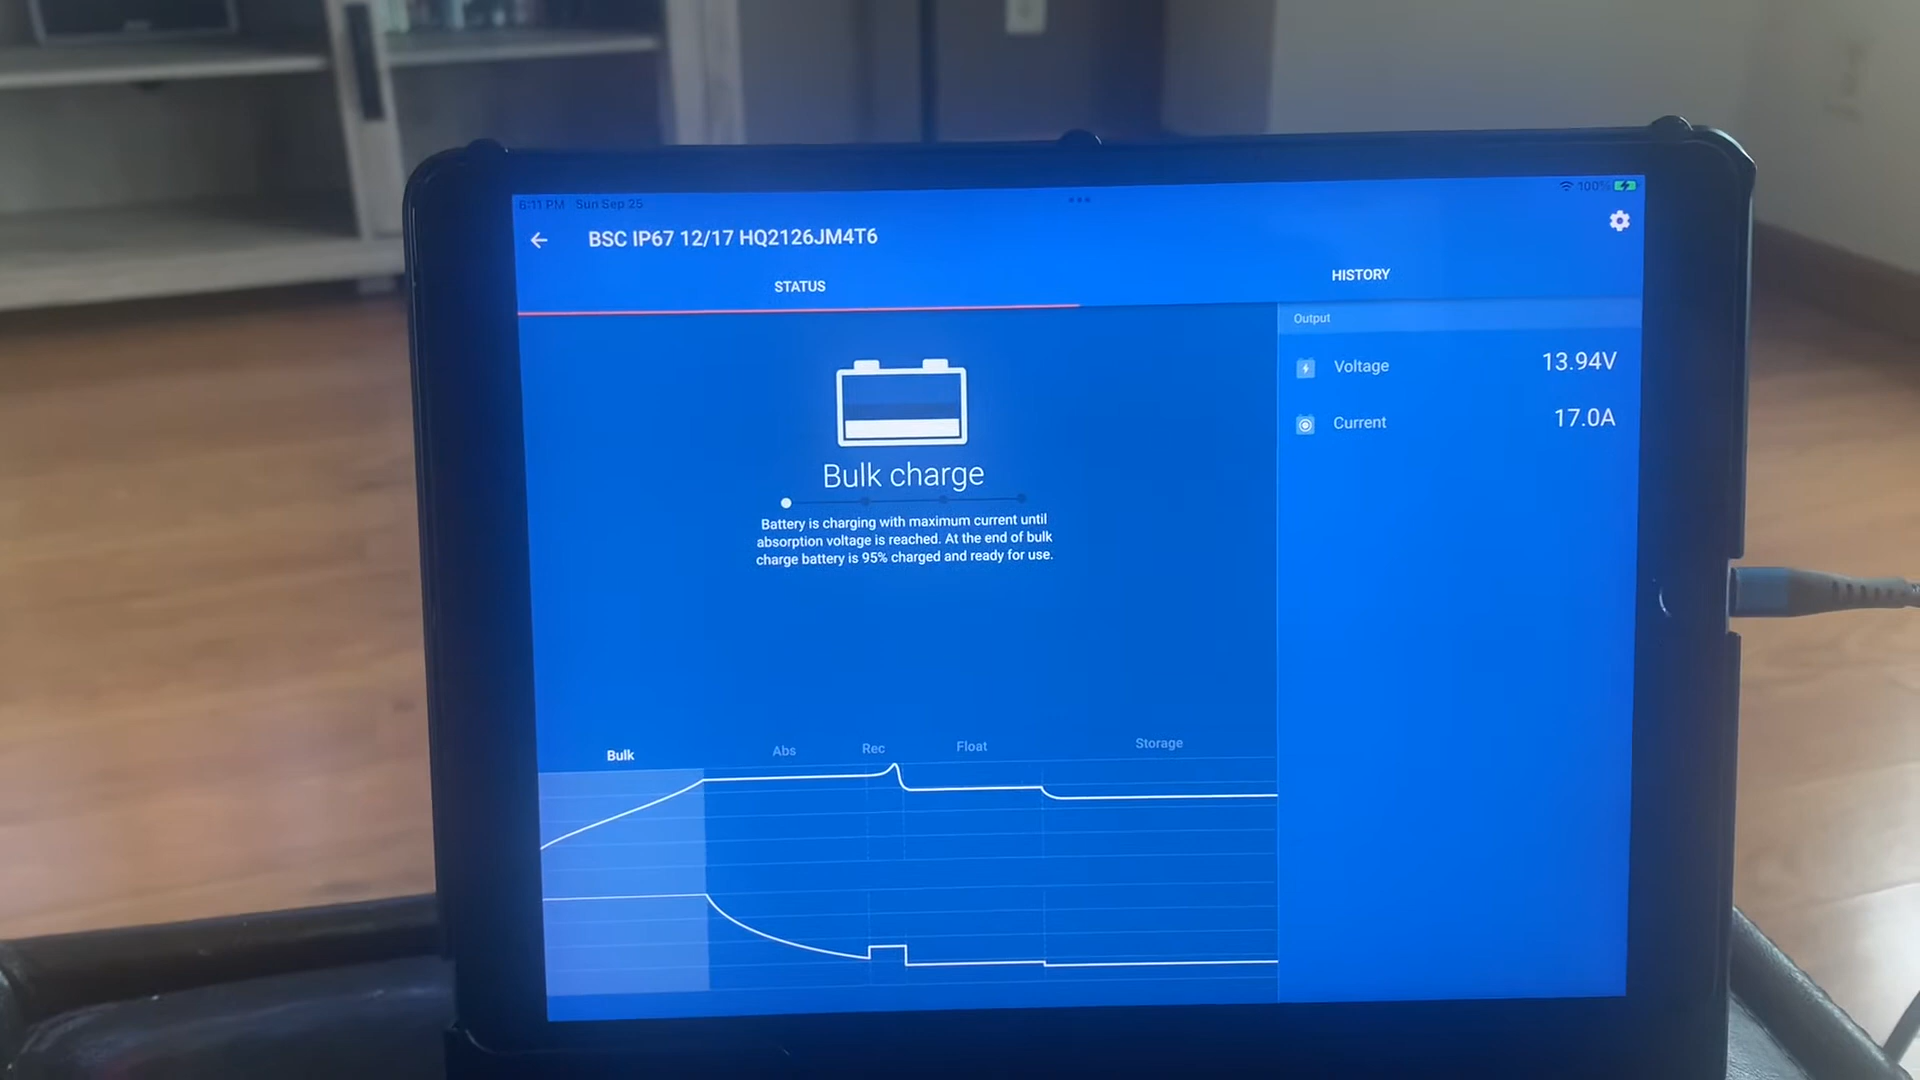 6:11 PM Sun Sep 25
100%
BSC IP67 12/17 HQ2126JM4T6
STATUS
HISTORY
Output
Voltage 13.94V
Current 17.0A
Bulk charge
Battery is charging with maximum current until
absorption voltage is reached. At the end of bulk
charge battery is 95% charged and ready for use.
Bulk Abs Rec Float Storage